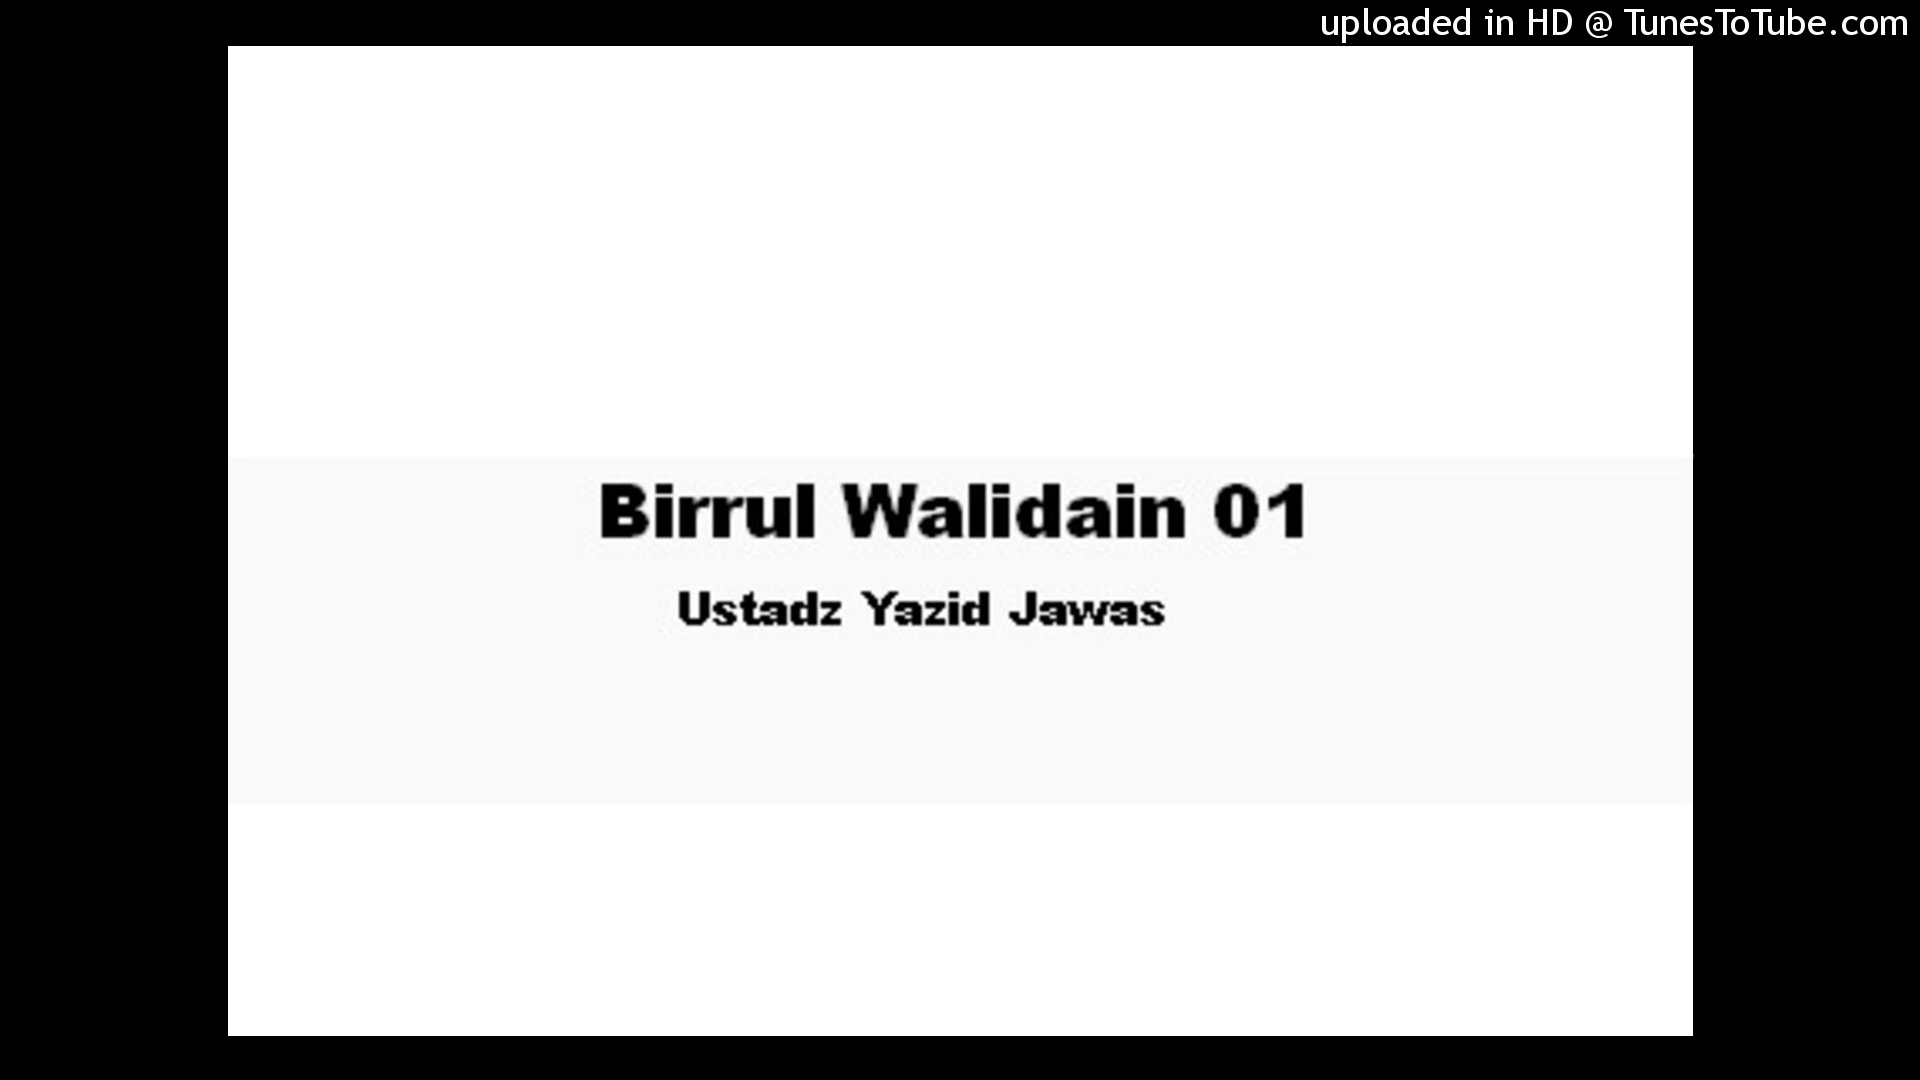 uploaded in HD @ TunesToTube.com
Birrul Walidain 01
Ustadz Yazid Jawas